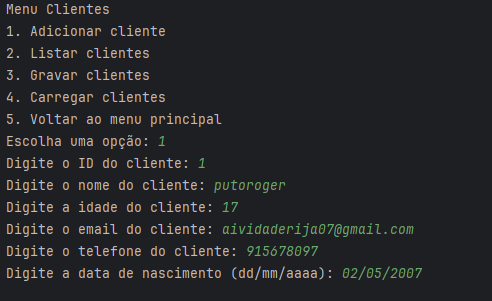 Menu Clientes
1. Adicionar cliente
2. Listar clientes
3. Gravar clientes
4. Carregar clientes
5. Voltar ao menu principal
Escolha uma opção: 1
Digite o ID do cliente: 1
Digite o nome do cliente: putoroger
Digite a idade do cliente: 17
Digite o email do cliente: aividaderija07@gmail.com
Digite o telefone do cliente: 915678097
Digite a data de nascimento (dd/mm/aaaa): 02/05/2007